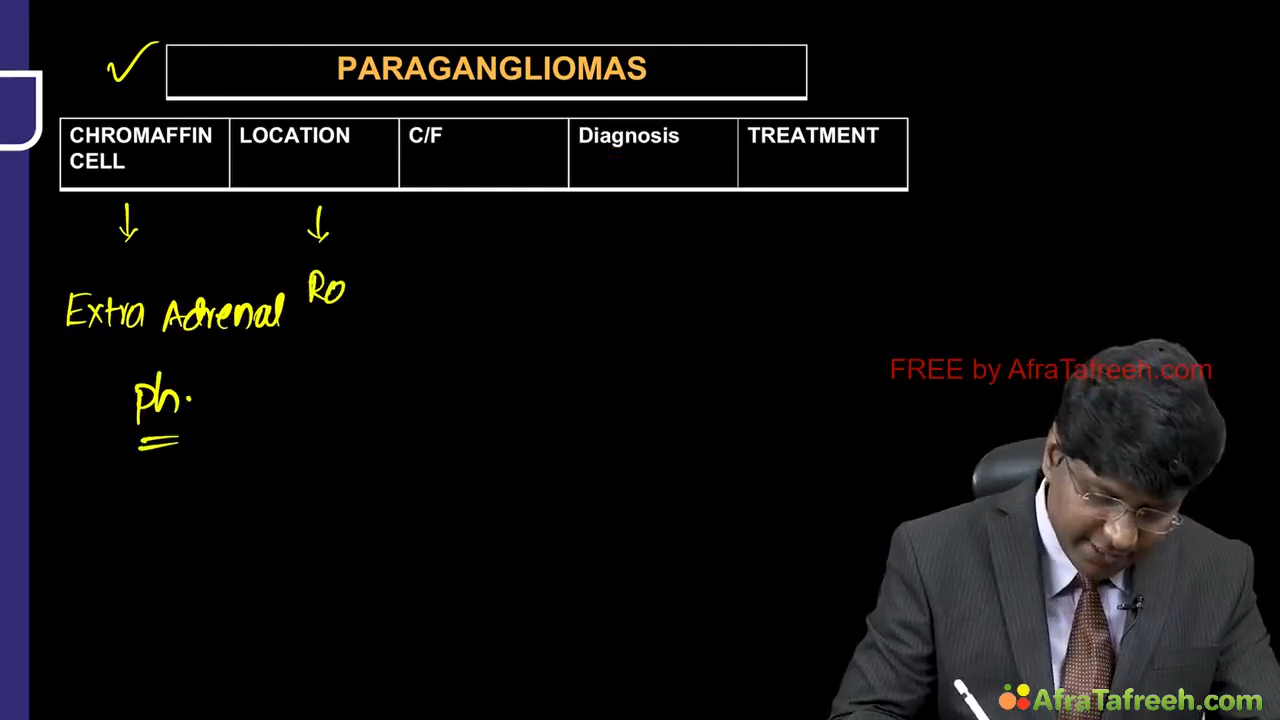 PARAGANGLIOMAS
CHROMAFFIN
CELL
LOCATION
C/F
Diagnosis
TREATMENT
Extra Adrenal
Ro
ph.
FREE by AfraTafreeh.com
AfraTafreeh.com